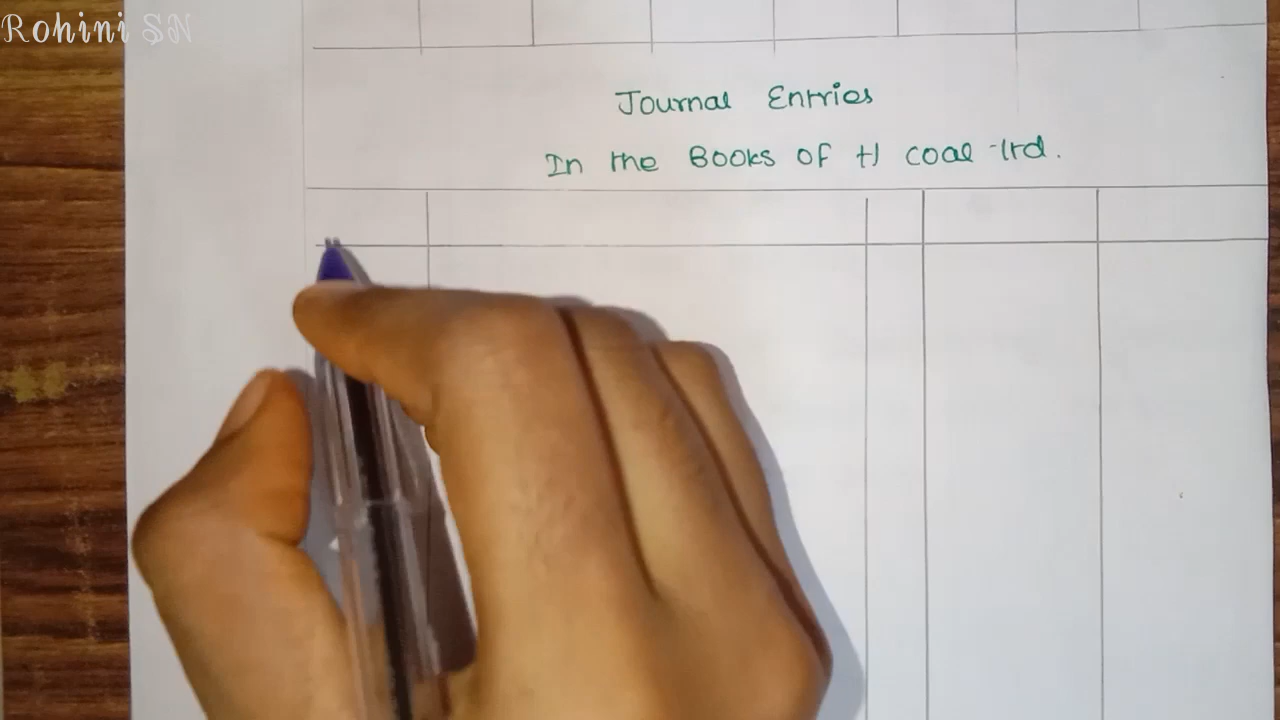 Rohini SN
Journal Entries
In the Books of H coal Ltd.